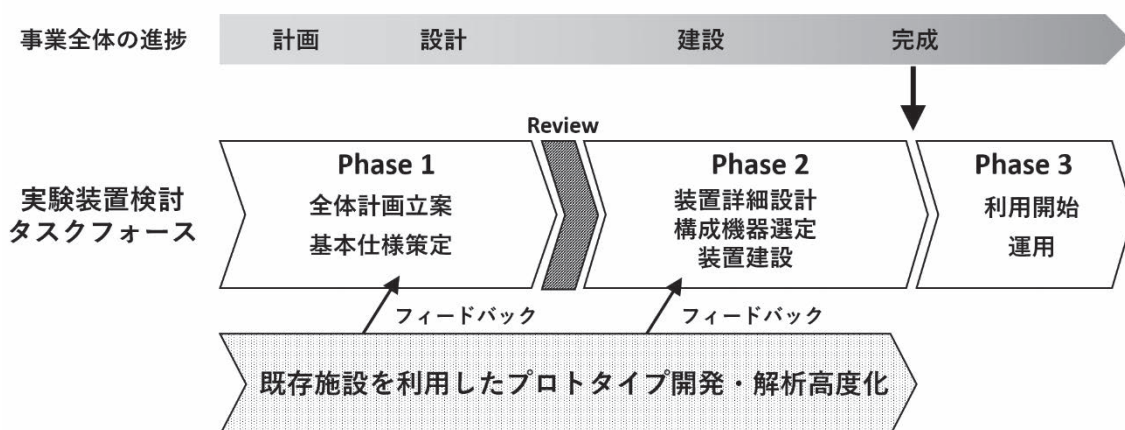 事業全体の進捗 計画 設計 建設 完成
Review
実験装置検討
タスクフォース
Phase 1
全体計画立案
基本仕様策定
Phase 2
装置詳細設計
構成機器選定
装置建設
Phase 3
利用開始
運用
フィードバック フィードバック
既存施設を利用したプロトタイプ開発・解析高度化